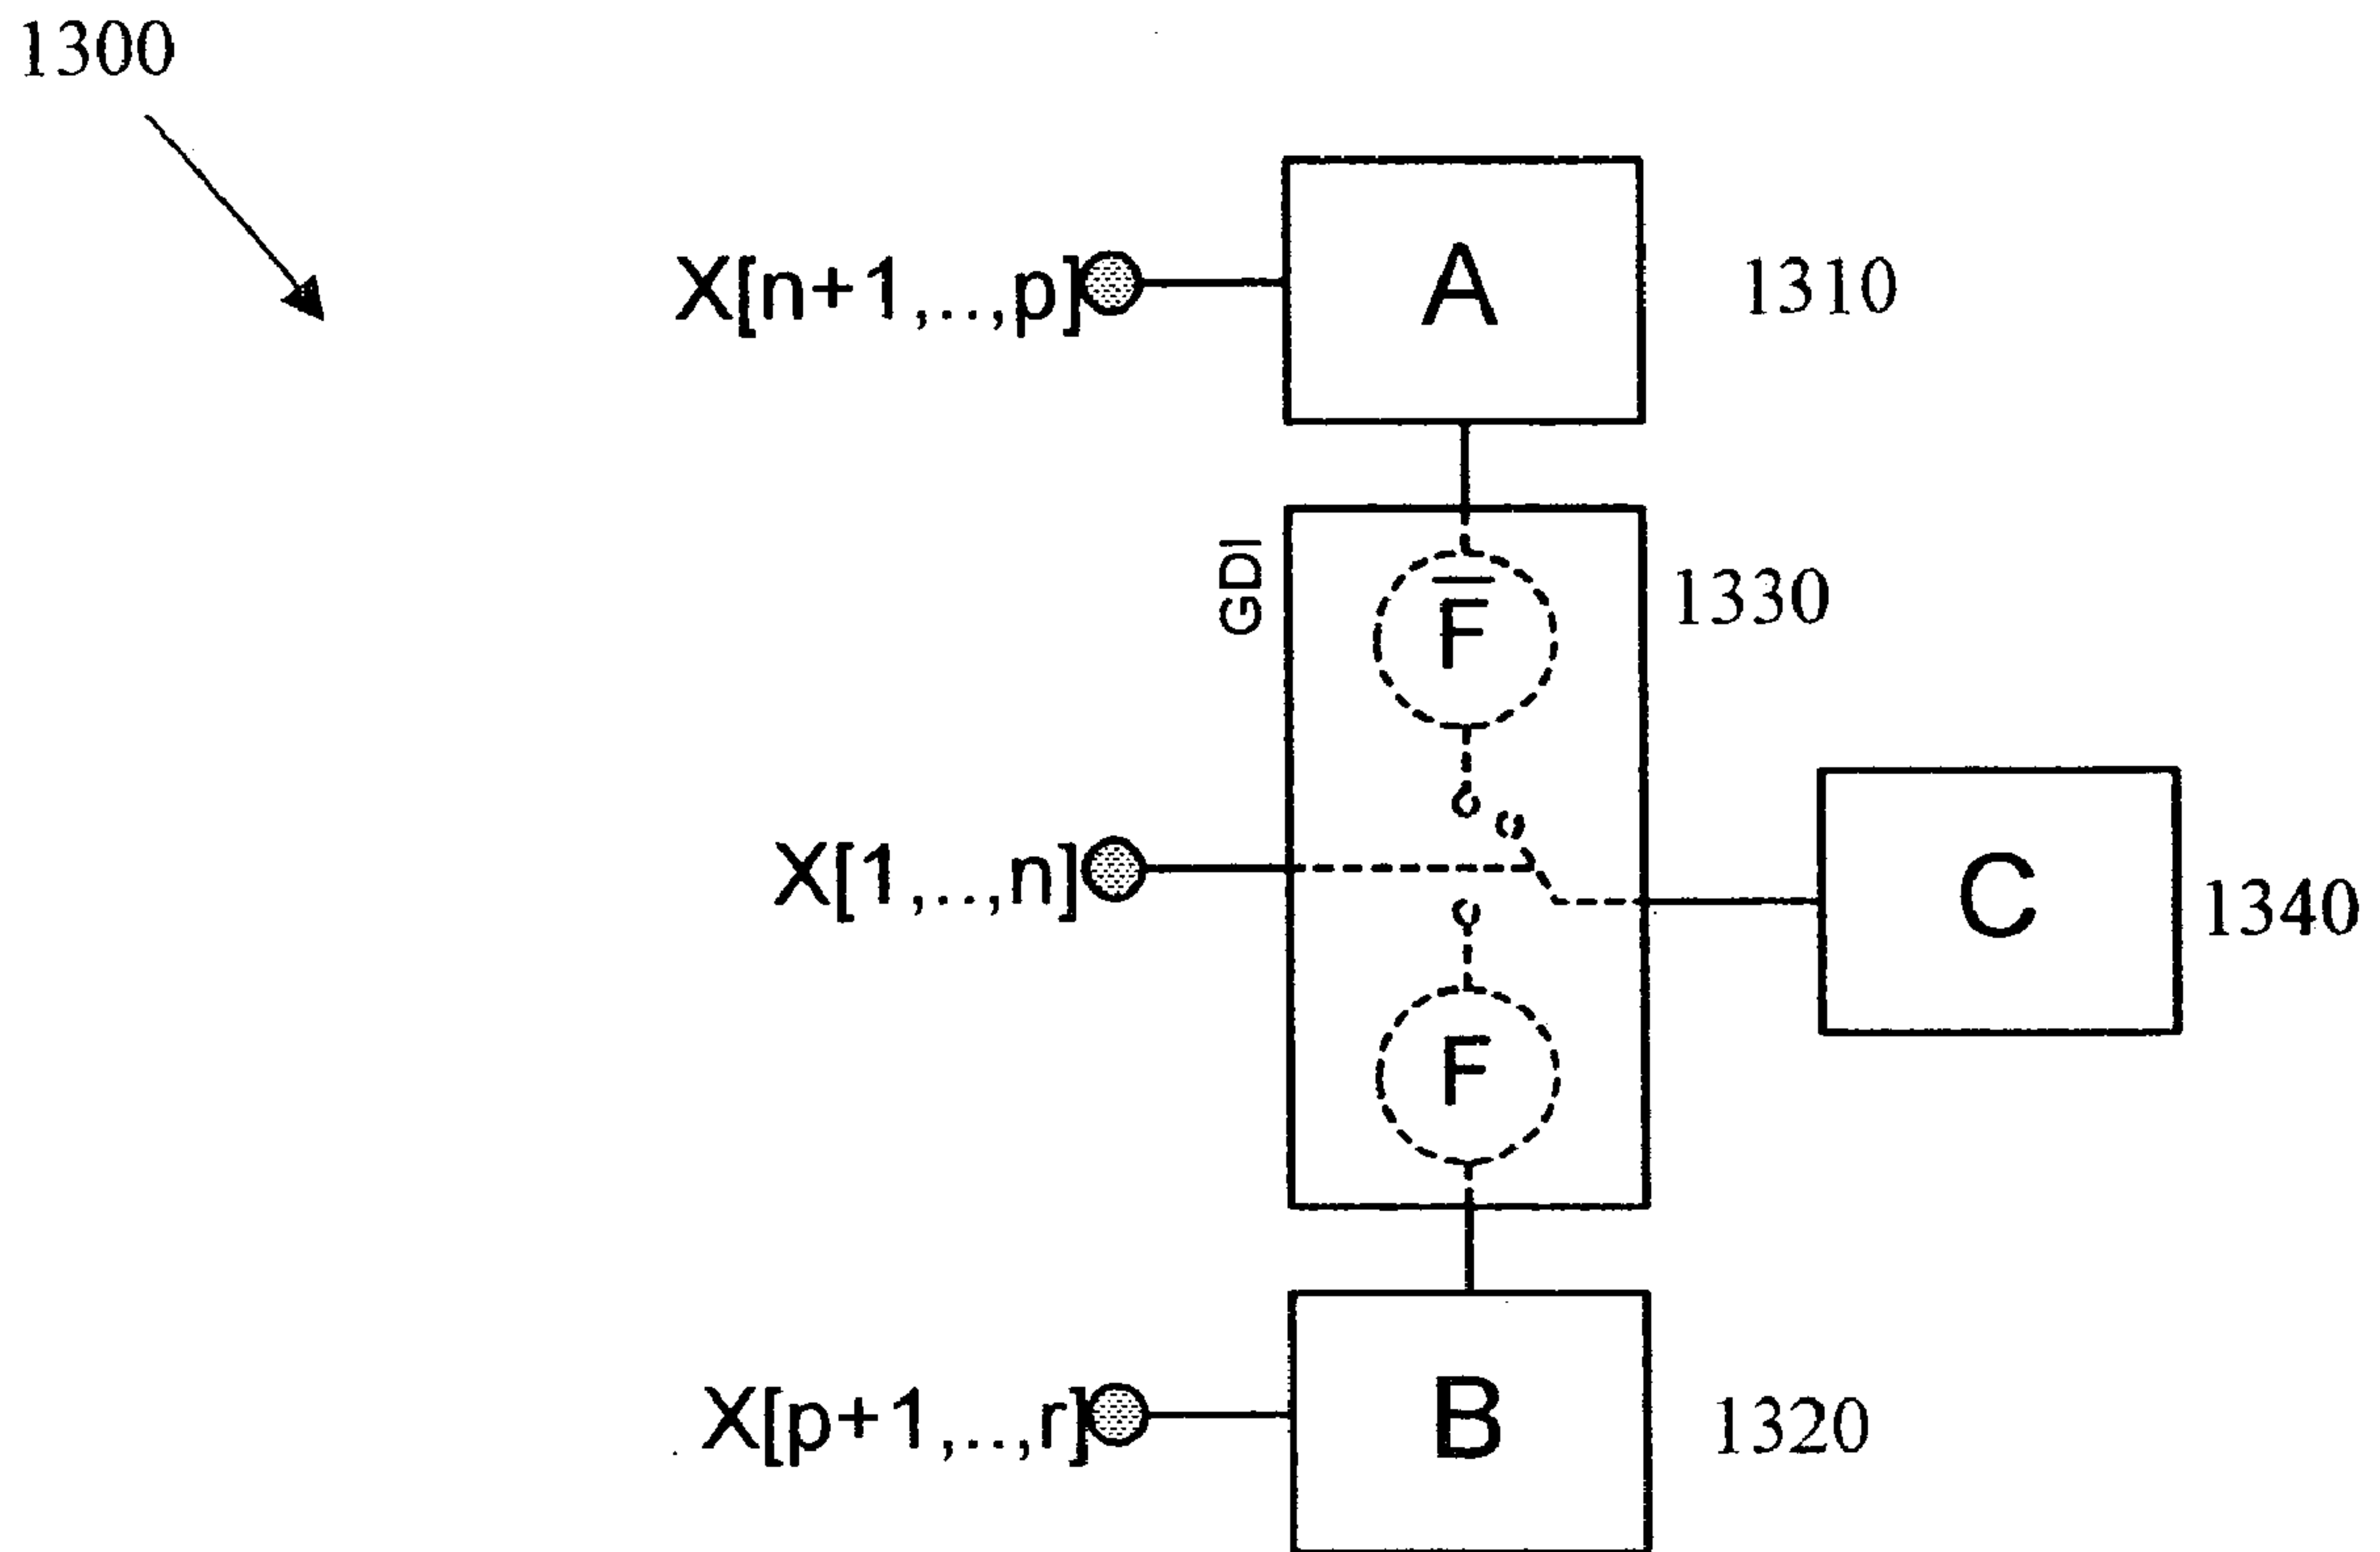 1300
X[n+1,..,p]
A
1310
GDI
F̅
1330
X[1,..,n]
C
1340
F
X[p+1,..,r]
B
1320